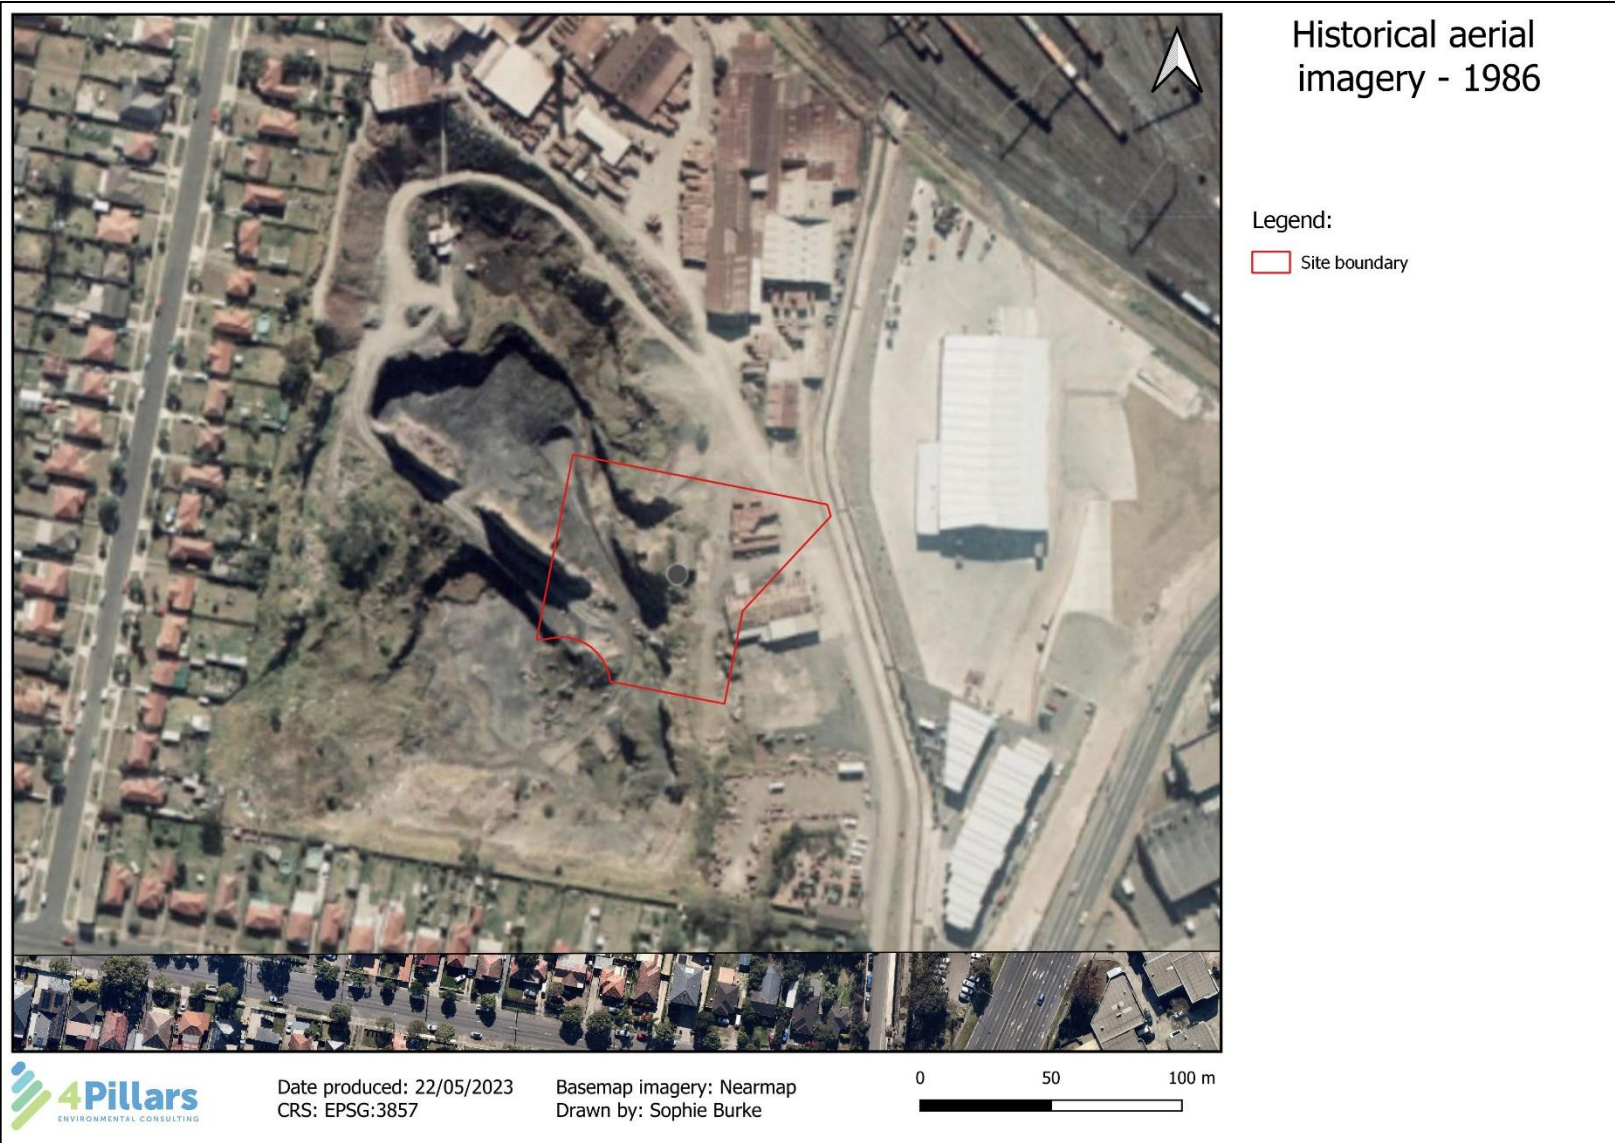 Historical aerial
imagery - 1986
Legend:
Site boundary
4Pillars
ENVIRONMENTAL CONSULTING
Date produced: 22/05/2023
CRS: EPSG:3857
Basemap imagery: Nearmap
Drawn by: Sophie Burke
0 50 100 m